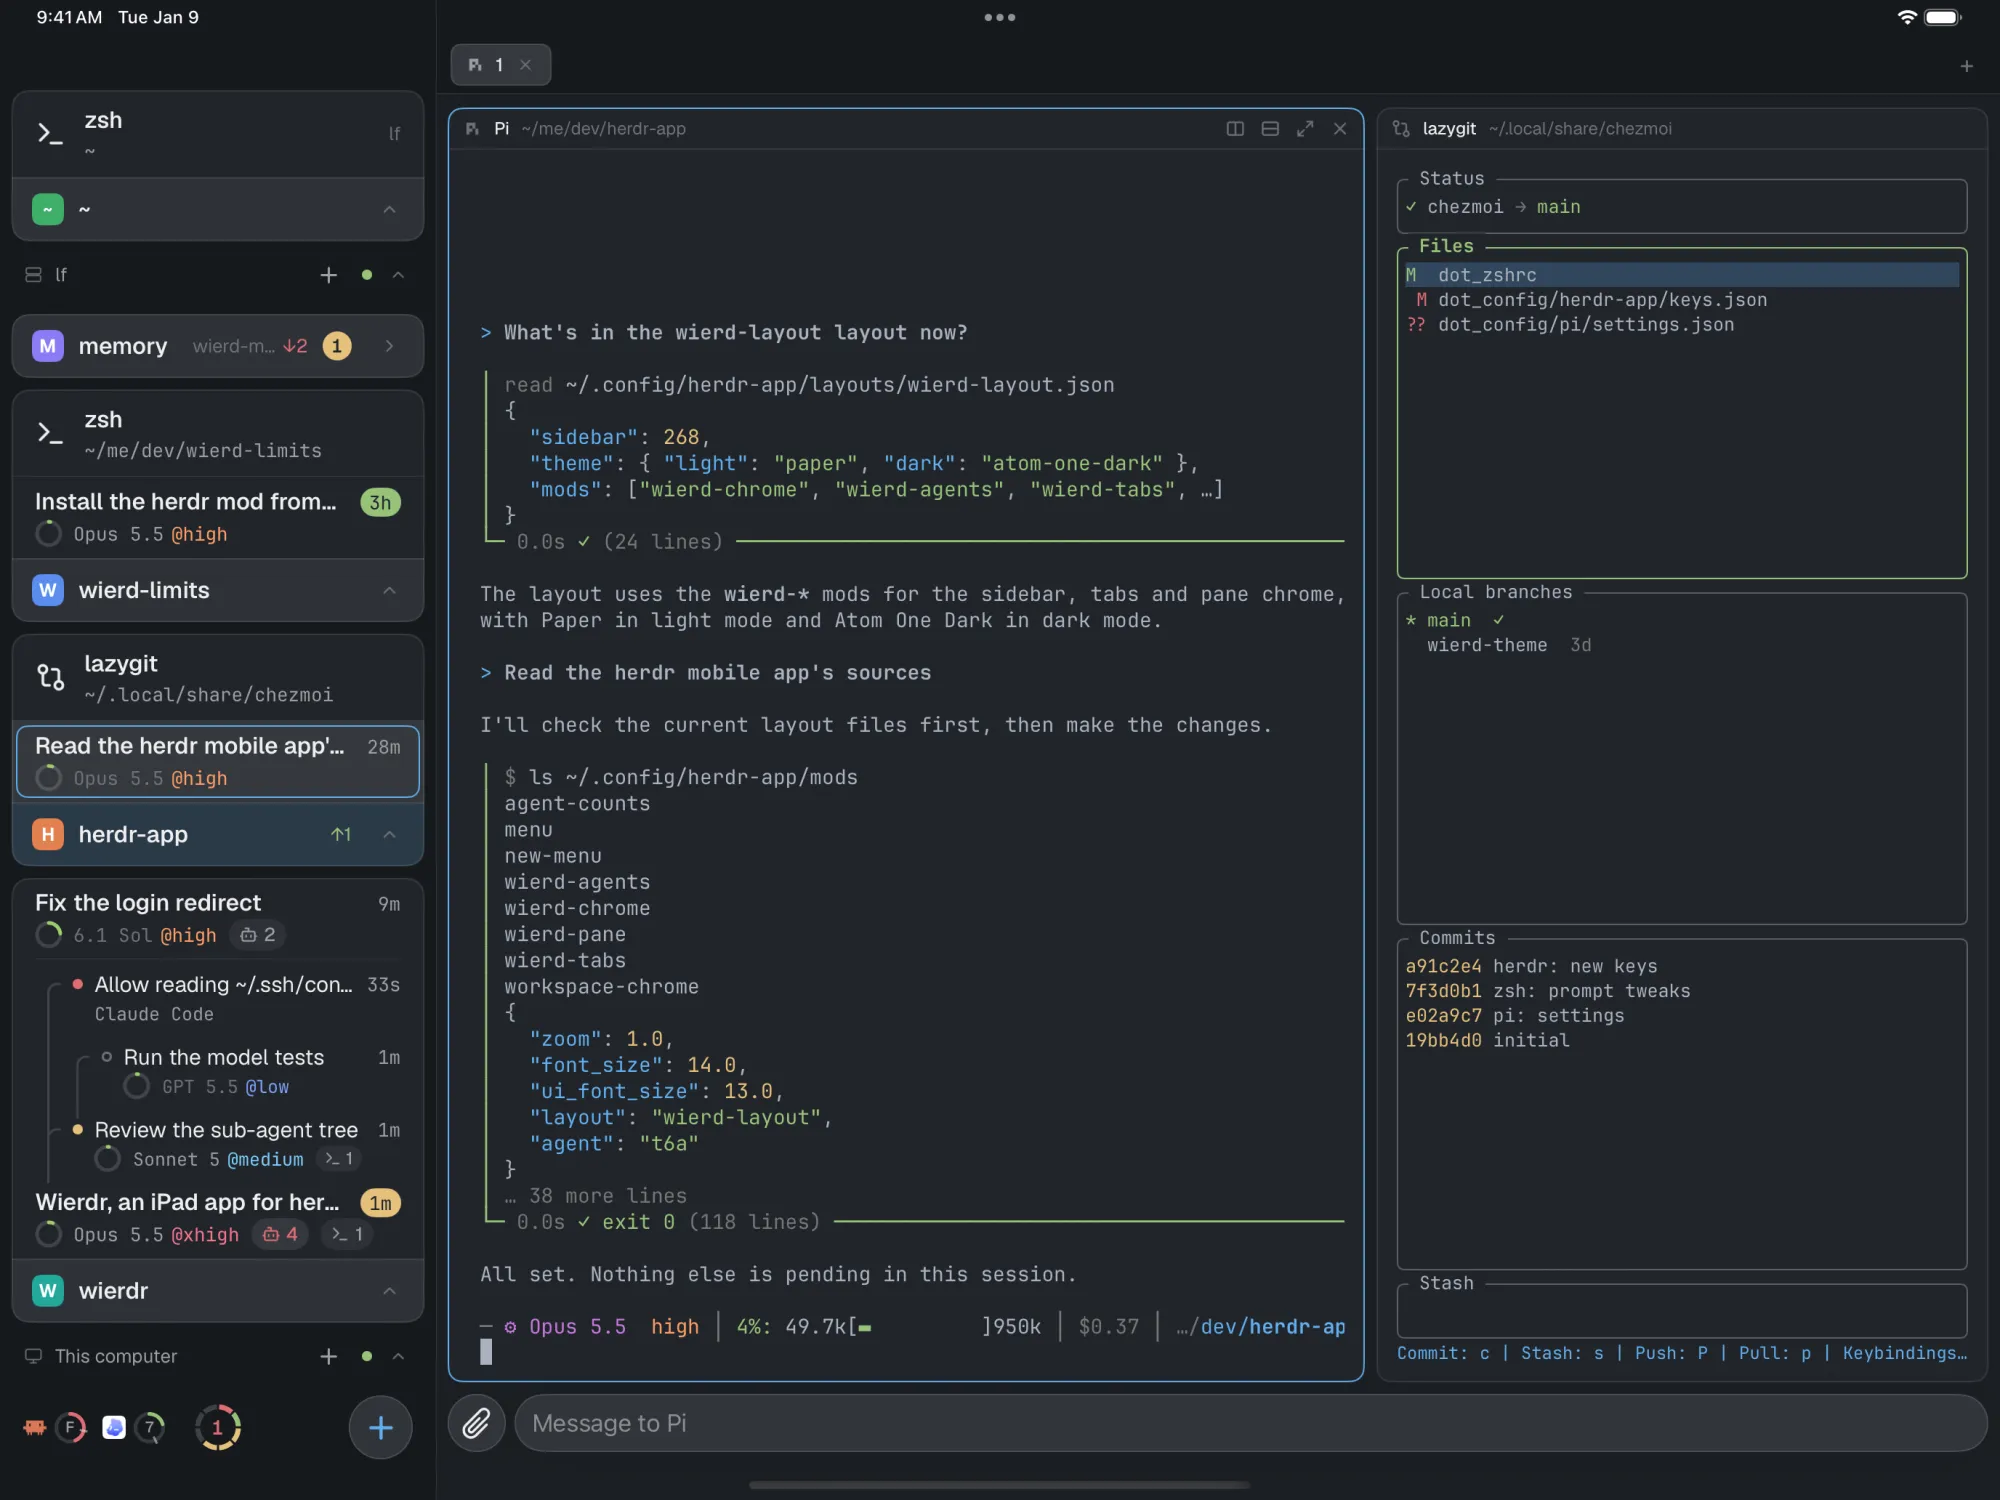 9:41 AM Tue Jan 9
zsh
~
lf
~ ~
lf
M memory wierd-m... ↓2 1
zsh
~/me/dev/wierd-limits
Install the herdr mod from... 3h
Opus 5.5 @high
W wierd-limits
lazygit
~/.local/share/chezmoi
Read the herdr mobile app'... 28m
Opus 5.5 @high
H herdr-app ↑1
Fix the login redirect 9m
6.1 Sol @high 2
Allow reading ~/.ssh/con... 33s
Claude Code
Run the model tests 1m
GPT 5.5 @low
Review the sub-agent tree 1m
Sonnet 5 @medium >_ 1
Wierdr, an iPad app for her... 1m
Opus 5.5 @xhigh 4 >_ 1
W wierdr
This computer
F 7 1
1
Pi ~/me/dev/herdr-app
> What's in the wierd-layout layout now?
read ~/.config/herdr-app/layouts/wierd-layout.json
{
"sidebar": 268,
"theme": { "light": "paper", "dark": "atom-one-dark" },
"mods": ["wierd-chrome", "wierd-agents", "wierd-tabs", …]
}
0.0s ✓ (24 lines)
The layout uses the wierd-* mods for the sidebar, tabs and pane chrome,
with Paper in light mode and Atom One Dark in dark mode.
> Read the herdr mobile app's sources
I'll check the current layout files first, then make the changes.
$ ls ~/.config/herdr-app/mods
agent-counts
menu
new-menu
wierd-agents
wierd-chrome
wierd-pane
wierd-tabs
workspace-chrome
{
"zoom": 1.0,
"font_size": 14.0,
"ui_font_size": 13.0,
"layout": "wierd-layout",
"agent": "t6a"
}
… 38 more lines
0.0s ✓ exit 0 (118 lines)
All set. Nothing else is pending in this session.
— Opus 5.5 high │ 4%: 49.7k[ ]950k │ $0.37 │ …/dev/herdr-ap
Message to Pi
lazygit ~/.local/share/chezmoi
Status
✓ chezmoi → main
Files
M dot_zshrc
M dot_config/herdr-app/keys.json
?? dot_config/pi/settings.json
Local branches
* main ✓
wierd-theme 3d
Commits
a91c2e4 herdr: new keys
7f3d0b1 zsh: prompt tweaks
e02a9c7 pi: settings
19bb4d0 initial
Stash
Commit: c | Stash: s | Push: P | Pull: p | Keybindings…